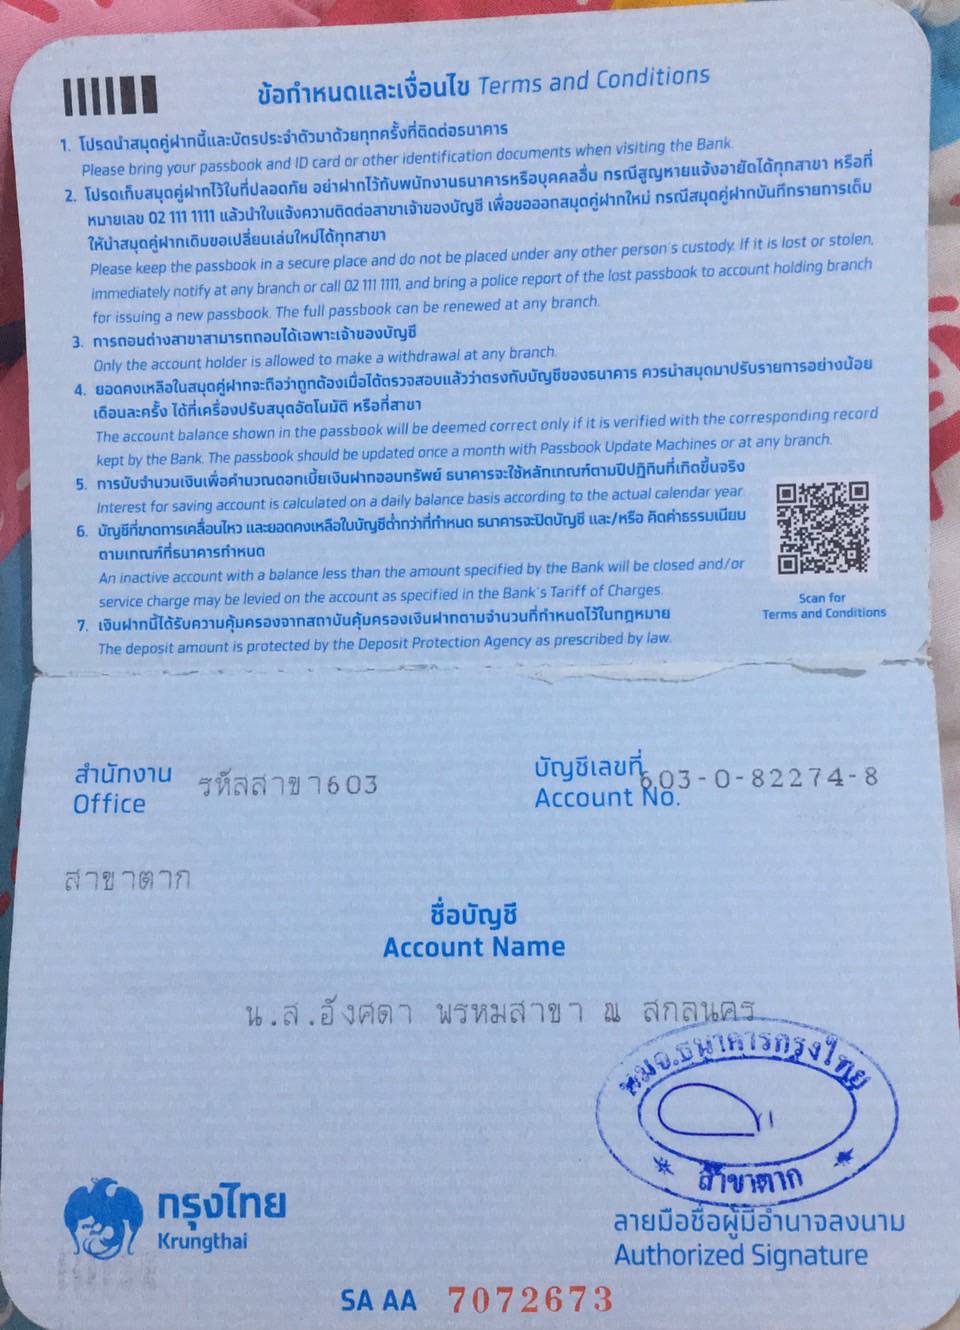 ข้อกำหนดและเงื่อนไข Terms and Conditions
1. โปรดนำสมุดคู่ฝากนี้และบัตรประจำตัวมาด้วยทุกครั้งที่ติดต่อธนาคาร
Please bring your passbook and ID card or other identification documents when visiting the Bank.
2. โปรดเก็บสมุดคู่ฝากไว้ในที่ปลอดภัย อย่าฝากไว้กับพนักงานธนาคารหรือบุคคลอื่น กรณีสูญหายแจ้งอายัดได้ทุกสาขา หรือที่
หมายเลข 02 111 1111 แล้วนำใบแจ้งความติดต่อสาขาเจ้าของบัญชี เพื่อขอออกสมุดคู่ฝากใหม่ กรณีสมุดคู่ฝากบันทึกรายการเต็ม
ให้นำสมุดคู่ฝากเดิมขอเปลี่ยนเล่มใหม่ได้ทุกสาขา
Please keep the passbook in a secure place and do not be placed under any other person's custody. If it is lost or stolen,
immediately notify at any branch or call 02 111 1111, and bring a police report of the lost passbook to account holding branch
for issuing a new passbook. The full passbook can be renewed at any branch.
3. การถอนต่างสาขาสามารถถอนได้เฉพาะเจ้าของบัญชี
Only the account holder is allowed to make a withdrawal at any branch.
4. ยอดคงเหลือในสมุดคู่ฝากจะถือว่าถูกต้องเมื่อได้ตรวจสอบแล้วว่าตรงกับบัญชีของธนาคาร ควรนำสมุดมาปรับรายการอย่างน้อย
เดือนละครั้ง ได้ที่เครื่องปรับสมุดอัตโนมัติ หรือที่สาขา
The account balance shown in the passbook will be deemed correct only if it is verified with the corresponding record
kept by the Bank. The passbook should be updated once a month with Passbook Update Machines or at any branch.
5. การนับจำนวนเงินเพื่อคำนวณดอกเบี้ยเงินฝากออมทรัพย์ ธนาคารจะใช้หลักเกณฑ์ตามปีปฏิทินที่เกิดขึ้นจริง
Interest for saving account is calculated on a daily balance basis according to the actual calendar year.
6. บัญชีที่ขาดการเคลื่อนไหว และยอดคงเหลือในบัญชีต่ำกว่าที่กำหนด ธนาคารจะปิดบัญชี และ/หรือ คิดค่าธรรมเนียม
ตามเกณฑ์ที่ธนาคารกำหนด
An inactive account with a balance less than the amount specified by the Bank will be closed and/or
service charge may be levied on the account as specified in the Bank's Tariff of Charges.
7. เงินฝากนี้ได้รับความคุ้มครองจากสถาบันคุ้มครองเงินฝากตามจำนวนที่กำหนดไว้ในกฎหมาย
The deposit amount is protected by the Deposit Protection Agency as prescribed by law.
Scan for
Terms and Conditions
สำนักงาน รหัสสาขา603
Office
บัญชีเลขที่ 603-0-82274-8
Account No.
สาขาตาก
ชื่อบัญชี
Account Name
น.ส.อังศดา พรหมสาขา ณ สกลนคร
บมจ.ธนาคารกรุงไทย
สาขาตาก
กรุงไทย
Krungthai
ลายมือชื่อผู้มีอำนาจลงนาม
Authorized Signature
SA AA 7072673